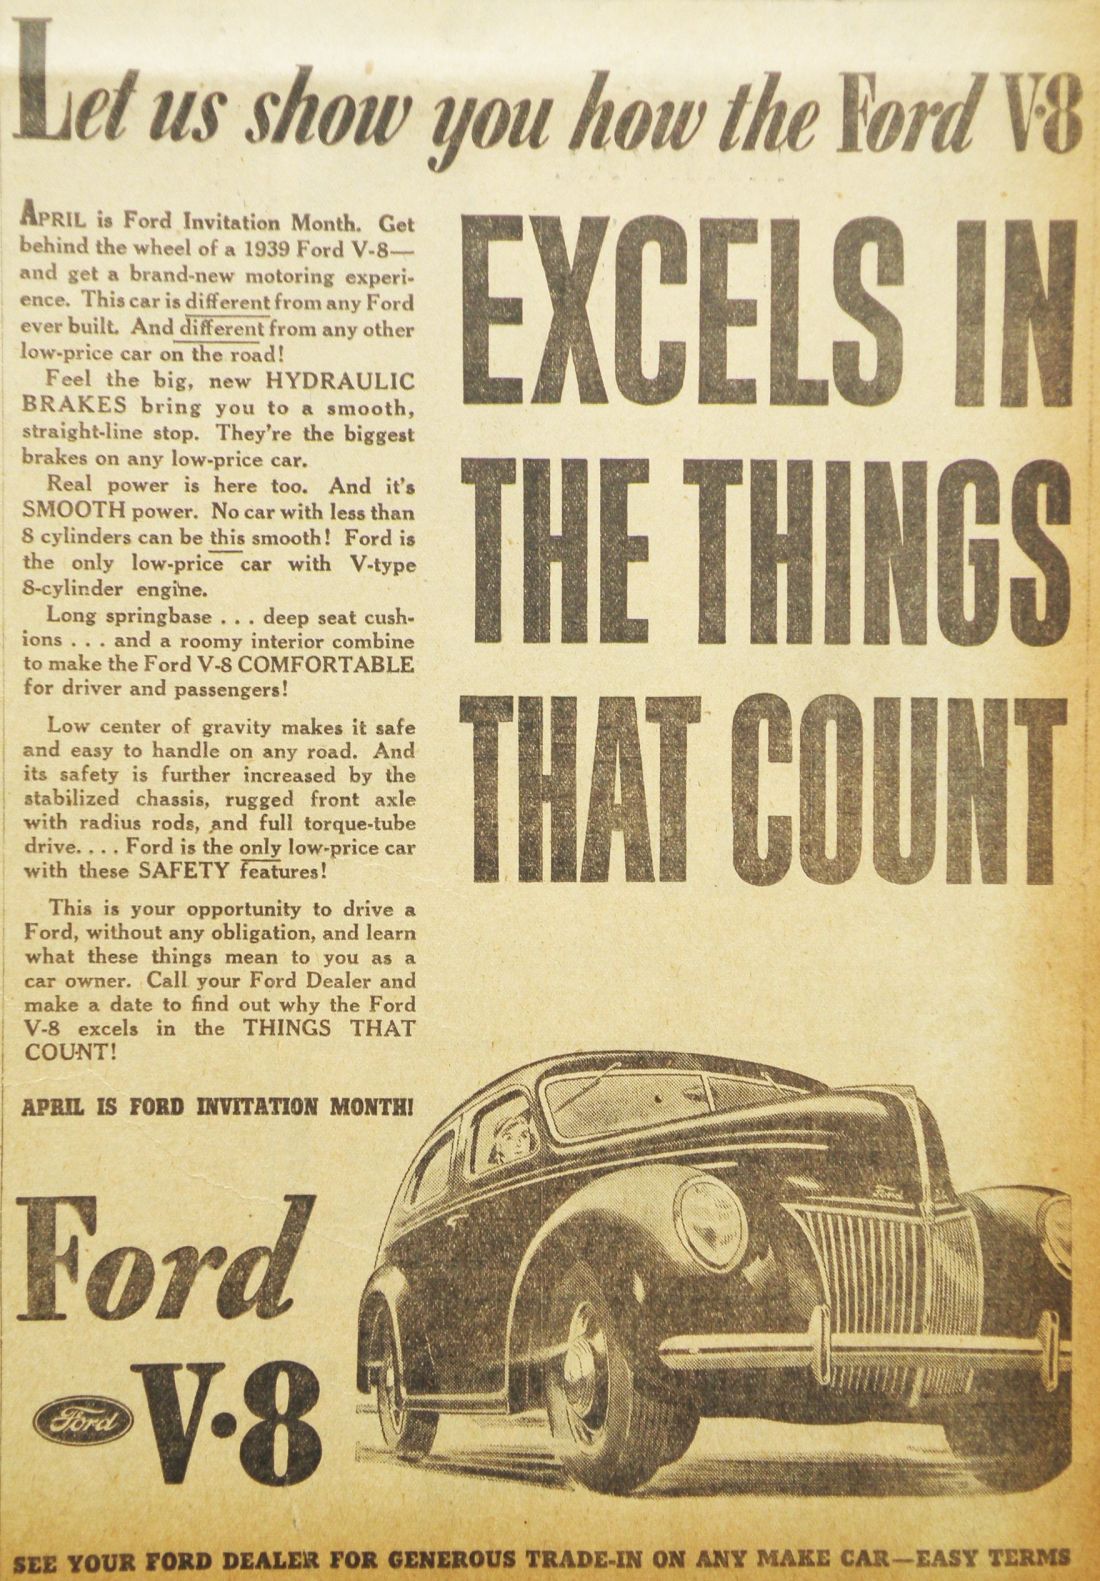 Let us show you how the Ford V·8
EXCELS IN
THE THINGS
THAT COUNT
APRIL is Ford Invitation Month. Get
behind the wheel of a 1939 Ford V-8—
and get a brand-new motoring experi-
ence. This car is different from any Ford
ever built. And different from any other
low-price car on the road!
Feel the big, new HYDRAULIC
BRAKES bring you to a smooth,
straight-line stop. They're the biggest
brakes on any low-price car.
Real power is here too. And it's
SMOOTH power. No car with less than
8 cylinders can be this smooth! Ford is
the only low-price car with V-type
8-cylinder engine.
Long springbase . . . deep seat cush-
ions . . . and a roomy interior combine
to make the Ford V-8 COMFORTABLE
for driver and passengers!
Low center of gravity makes it safe
and easy to handle on any road. And
its safety is further increased by the
stabilized chassis, rugged front axle
with radius rods, and full torque-tube
drive. . . . Ford is the only low-price car
with these SAFETY features!
This is your opportunity to drive a
Ford, without any obligation, and learn
what these things mean to you as a
car owner. Call your Ford Dealer and
make a date to find out why the Ford
V-8 excels in the THINGS THAT
COUNT!
APRIL IS FORD INVITATION MONTH!
Ford
Ford
V·8
Ford
SEE YOUR FORD DEALER FOR GENEROUS TRADE-IN ON ANY MAKE CAR—EASY TERMS